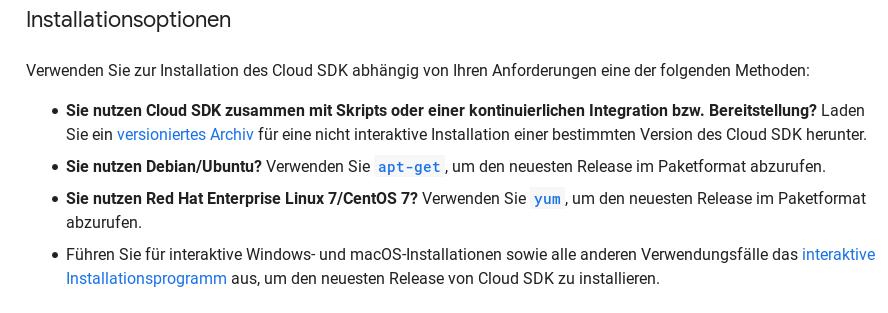 Installationsoptionen
Verwenden Sie zur Installation des Cloud SDK abhängig von Ihren Anforderungen eine der folgenden Methoden:
• Sie nutzen Cloud SDK zusammen mit Skripts oder einer kontinuierlichen Integration bzw. Bereitstellung? Laden
Sie ein versioniertes Archiv für eine nicht interaktive Installation einer bestimmten Version des Cloud SDK herunter.
• Sie nutzen Debian/Ubuntu? Verwenden Sie apt-get, um den neuesten Release im Paketformat abzurufen.
• Sie nutzen Red Hat Enterprise Linux 7/CentOS 7? Verwenden Sie yum, um den neuesten Release im Paketformat
abzurufen.
• Führen Sie für interaktive Windows- und macOS-Installationen sowie alle anderen Verwendungsfälle das interaktive
Installationsprogramm aus, um den neuesten Release von Cloud SDK zu installieren.